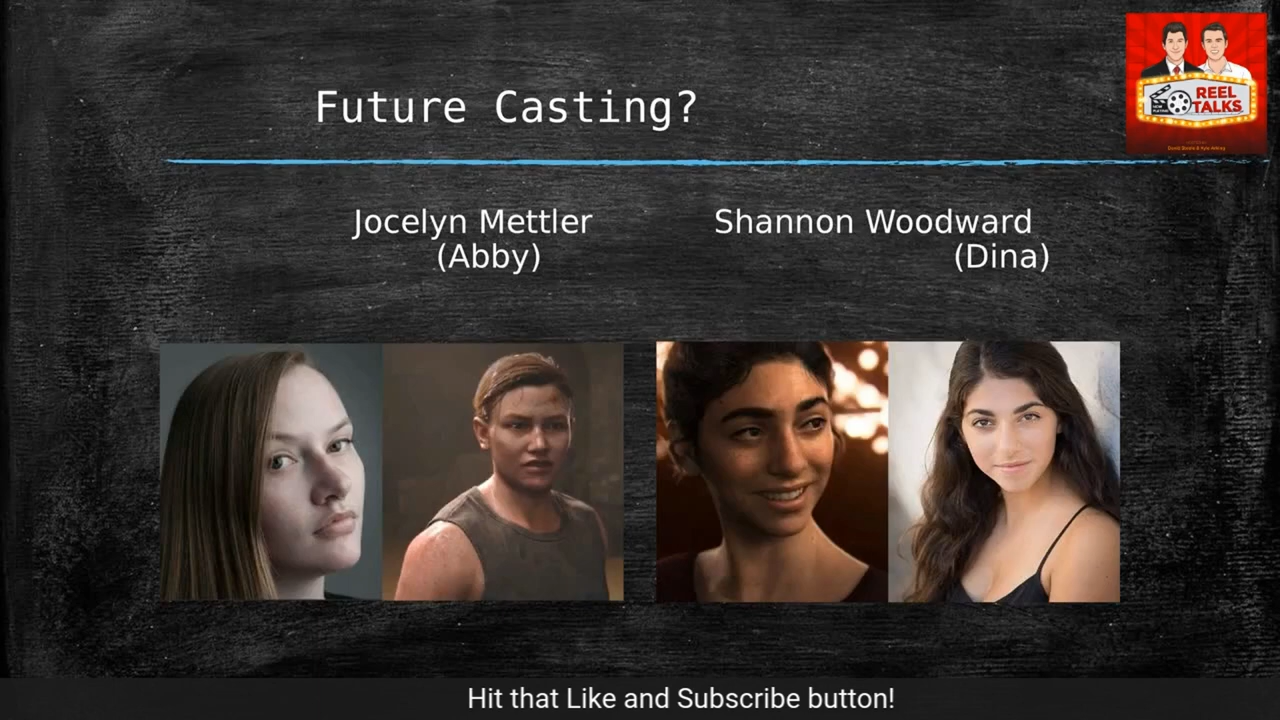 Future Casting?
REEL
TALKS
Jocelyn Mettler
(Abby)
Shannon Woodward
(Dina)
Hit that Like and Subscribe button!